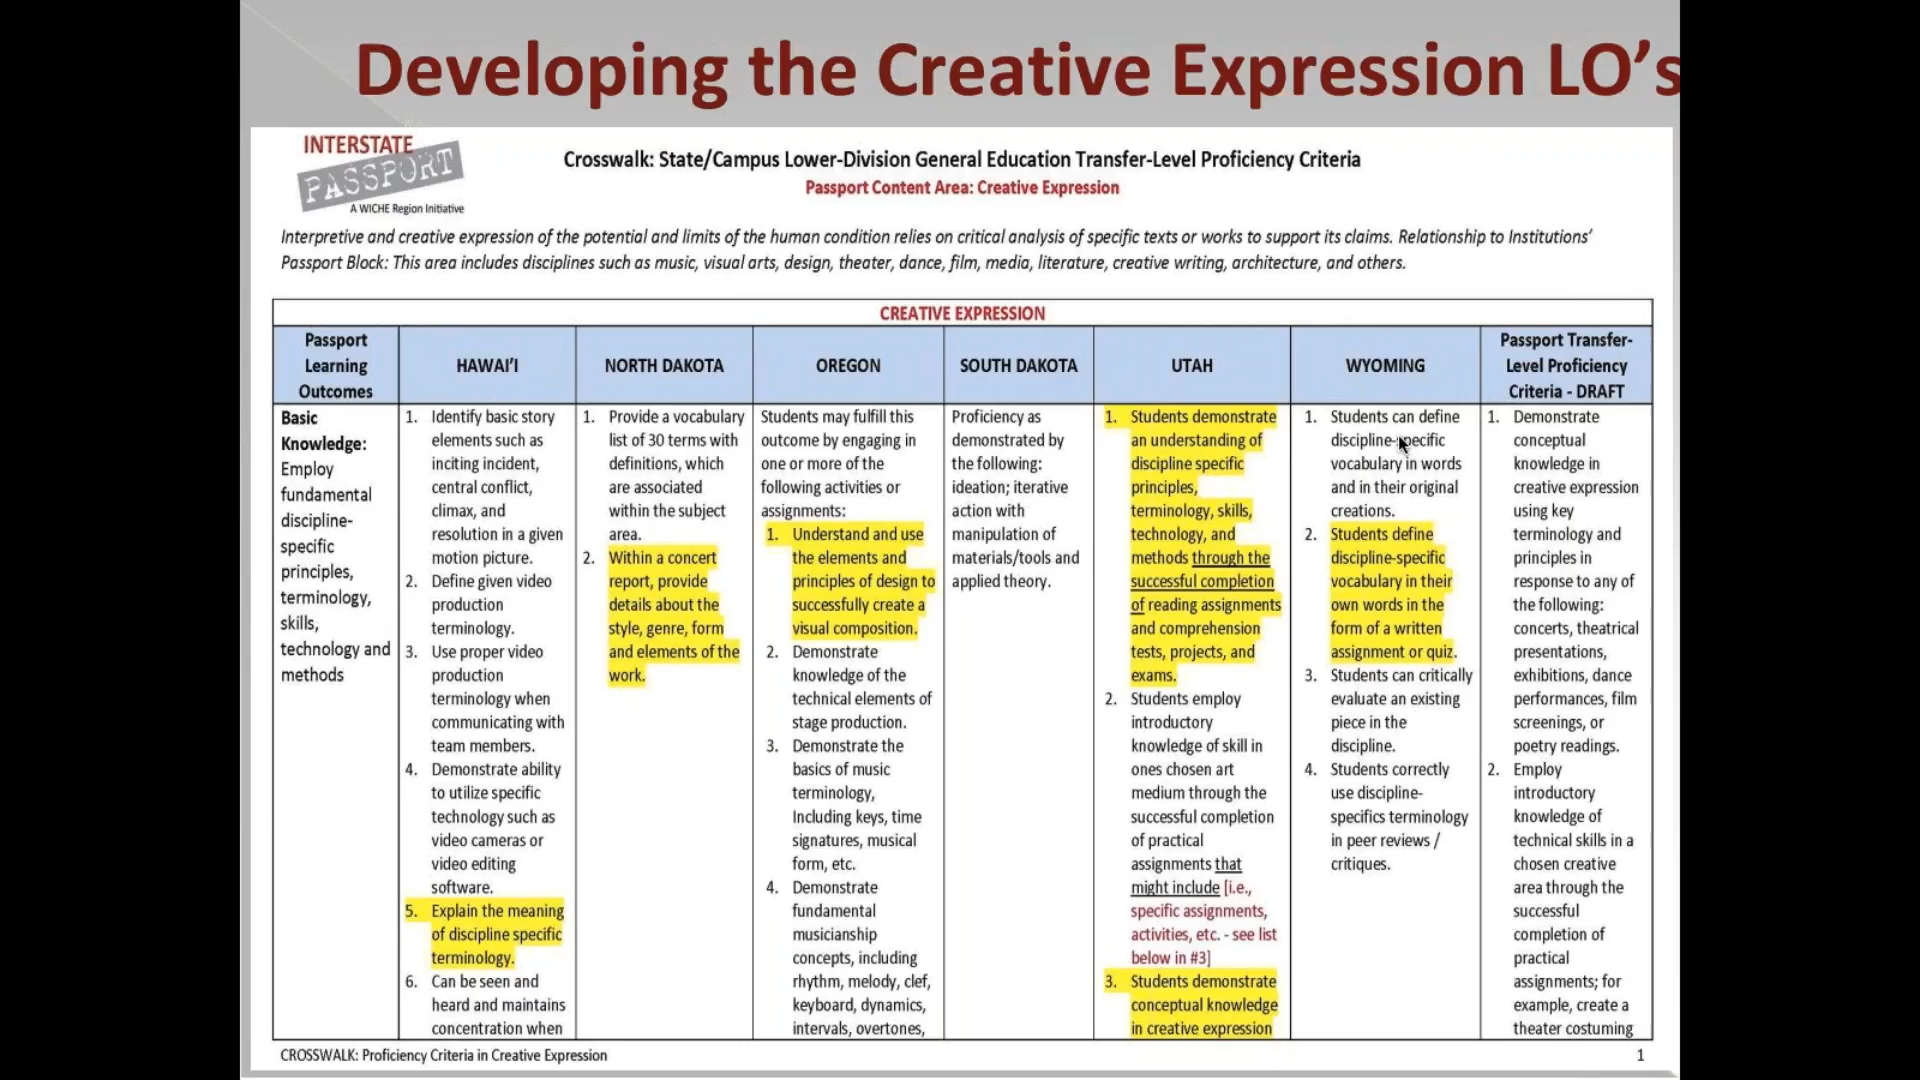 Developing the Creative Expression LO's
INTERSTATE
PASSPORT
A WICHE Region Initiative
Crosswalk: State/Campus Lower-Division General Education Transfer-Level Proficiency Criteria
Passport Content Area: Creative Expression
Interpretive and creative expression of the potential and limits of the human condition relies on critical analysis of specific texts or works to support its claims. Relationship to Institutions'
Passport Block: This area includes disciplines such as music, visual arts, design, theater, dance, film, media, literature, creative writing, architecture, and others.
CREATIVE EXPRESSION
Passport
Learning
Outcomes
HAWAI'I
NORTH DAKOTA
OREGON
SOUTH DAKOTA
UTAH
WYOMING
Passport Transfer-
Level Proficiency
Criteria - DRAFT
Basic
Knowledge:
Employ
fundamental
discipline-
specific
principles,
terminology,
skills,
technology and
methods
1. Identify basic story
elements such as
inciting incident,
central conflict,
climax, and
resolution in a given
motion picture.
2. Define given video
production
terminology.
3. Use proper video
production
terminology when
communicating with
team members.
4. Demonstrate ability
to utilize specific
technology such as
video cameras or
video editing
software.
5. Explain the meaning
of discipline specific
terminology.
6. Can be seen and
heard and maintains
concentration when
1. Provide a vocabulary
list of 30 terms with
definitions, which
are associated
within the subject
area.
2. Within a concert
report, provide
details about the
style, genre, form
and elements of the
work.
Students may fulfill this
outcome by engaging in
one or more of the
following activities or
assignments:
1. Understand and use
the elements and
principles of design to
successfully create a
visual composition.
2. Demonstrate
knowledge of the
technical elements of
stage production.
3. Demonstrate the
basics of music
terminology,
Including keys, time
signatures, musical
form, etc.
4. Demonstrate
fundamental
musicianship
concepts, including
rhythm, melody, clef,
keyboard, dynamics,
intervals, overtones,
Proficiency as
demonstrated by
the following:
ideation; iterative
action with
manipulation of
materials/tools and
applied theory.
1. Students demonstrate
an understanding of
discipline specific
principles,
terminology, skills,
technology, and
methods through the
successful completion
of reading assignments
and comprehension
tests, projects, and
exams.
2. Students employ
introductory
knowledge of skill in
ones chosen art
medium through the
successful completion
of practical
assignments that
might include [i.e.,
specific assignments,
activities, etc. - see list
below in #3]
3. Students demonstrate
conceptual knowledge
in creative expression
1. Students can define
discipline-specific
vocabulary in words
and in their original
creations.
2. Students define
discipline-specific
vocabulary in their
own words in the
form of a written
assignment or quiz.
3. Students can critically
evaluate an existing
piece in the
discipline.
4. Students correctly
use discipline-
specifics terminology
in peer reviews /
critiques.
1. Demonstrate
conceptual
knowledge in
creative expression
using key
terminology and
principles in
response to any of
the following:
concerts, theatrical
presentations,
exhibitions, dance
performances, film
screenings, or
poetry readings.
2. Employ
introductory
knowledge of
technical skills in a
chosen creative
area through the
successful
completion of
practical
assignments; for
example, create a
theater costuming
CROSSWALK: Proficiency Criteria in Creative Expression
1